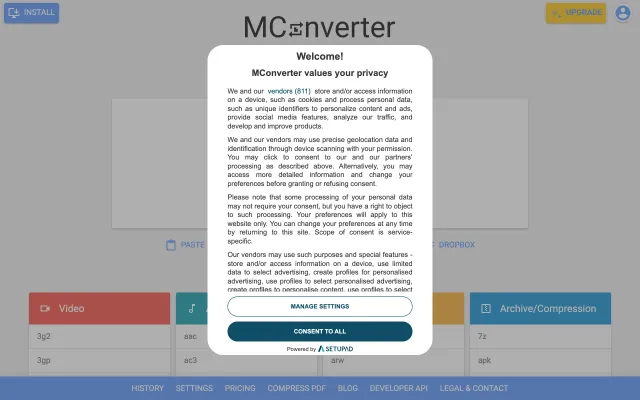 INSTALL
MConverter
UPGRADE
Welcome!
MConverter values your privacy
We and our vendors (811) store and/or access information
on a device, such as cookies and process personal data,
such as unique identifiers to personalize content and ads,
provide social media features, analyze our traffic, and
develop and improve products.
We and our vendors may use precise geolocation data and
identification through device scanning with your permission.
You may click to consent to our and our partners'
processing as described above. Alternatively, you may
access more detailed information and change your
preferences before granting or refusing consent.
Please note that some processing of your personal data
may not require your consent, but you have a right to object
to such processing. Your preferences will apply to this
website only. You can change your preferences at any time
by returning to this site. Scope of consent is service-
specific.
Our vendors may use such purposes and special features -
store and/or access information on a device, use limited
data to select advertising, create profiles for personalised
advertising, use profiles to select personalised advertising,
create profiles to personalise content, use profiles to select
MANAGE SETTINGS
CONSENT TO ALL
Powered by SETUPAD
PASTE
DROPBOX
Video
Archive/Compression
3g2
aac
7z
3gp
ac3
arw
apk
HISTORY SETTINGS PRICING COMPRESS PDF BLOG DEVELOPER API LEGAL & CONTACT